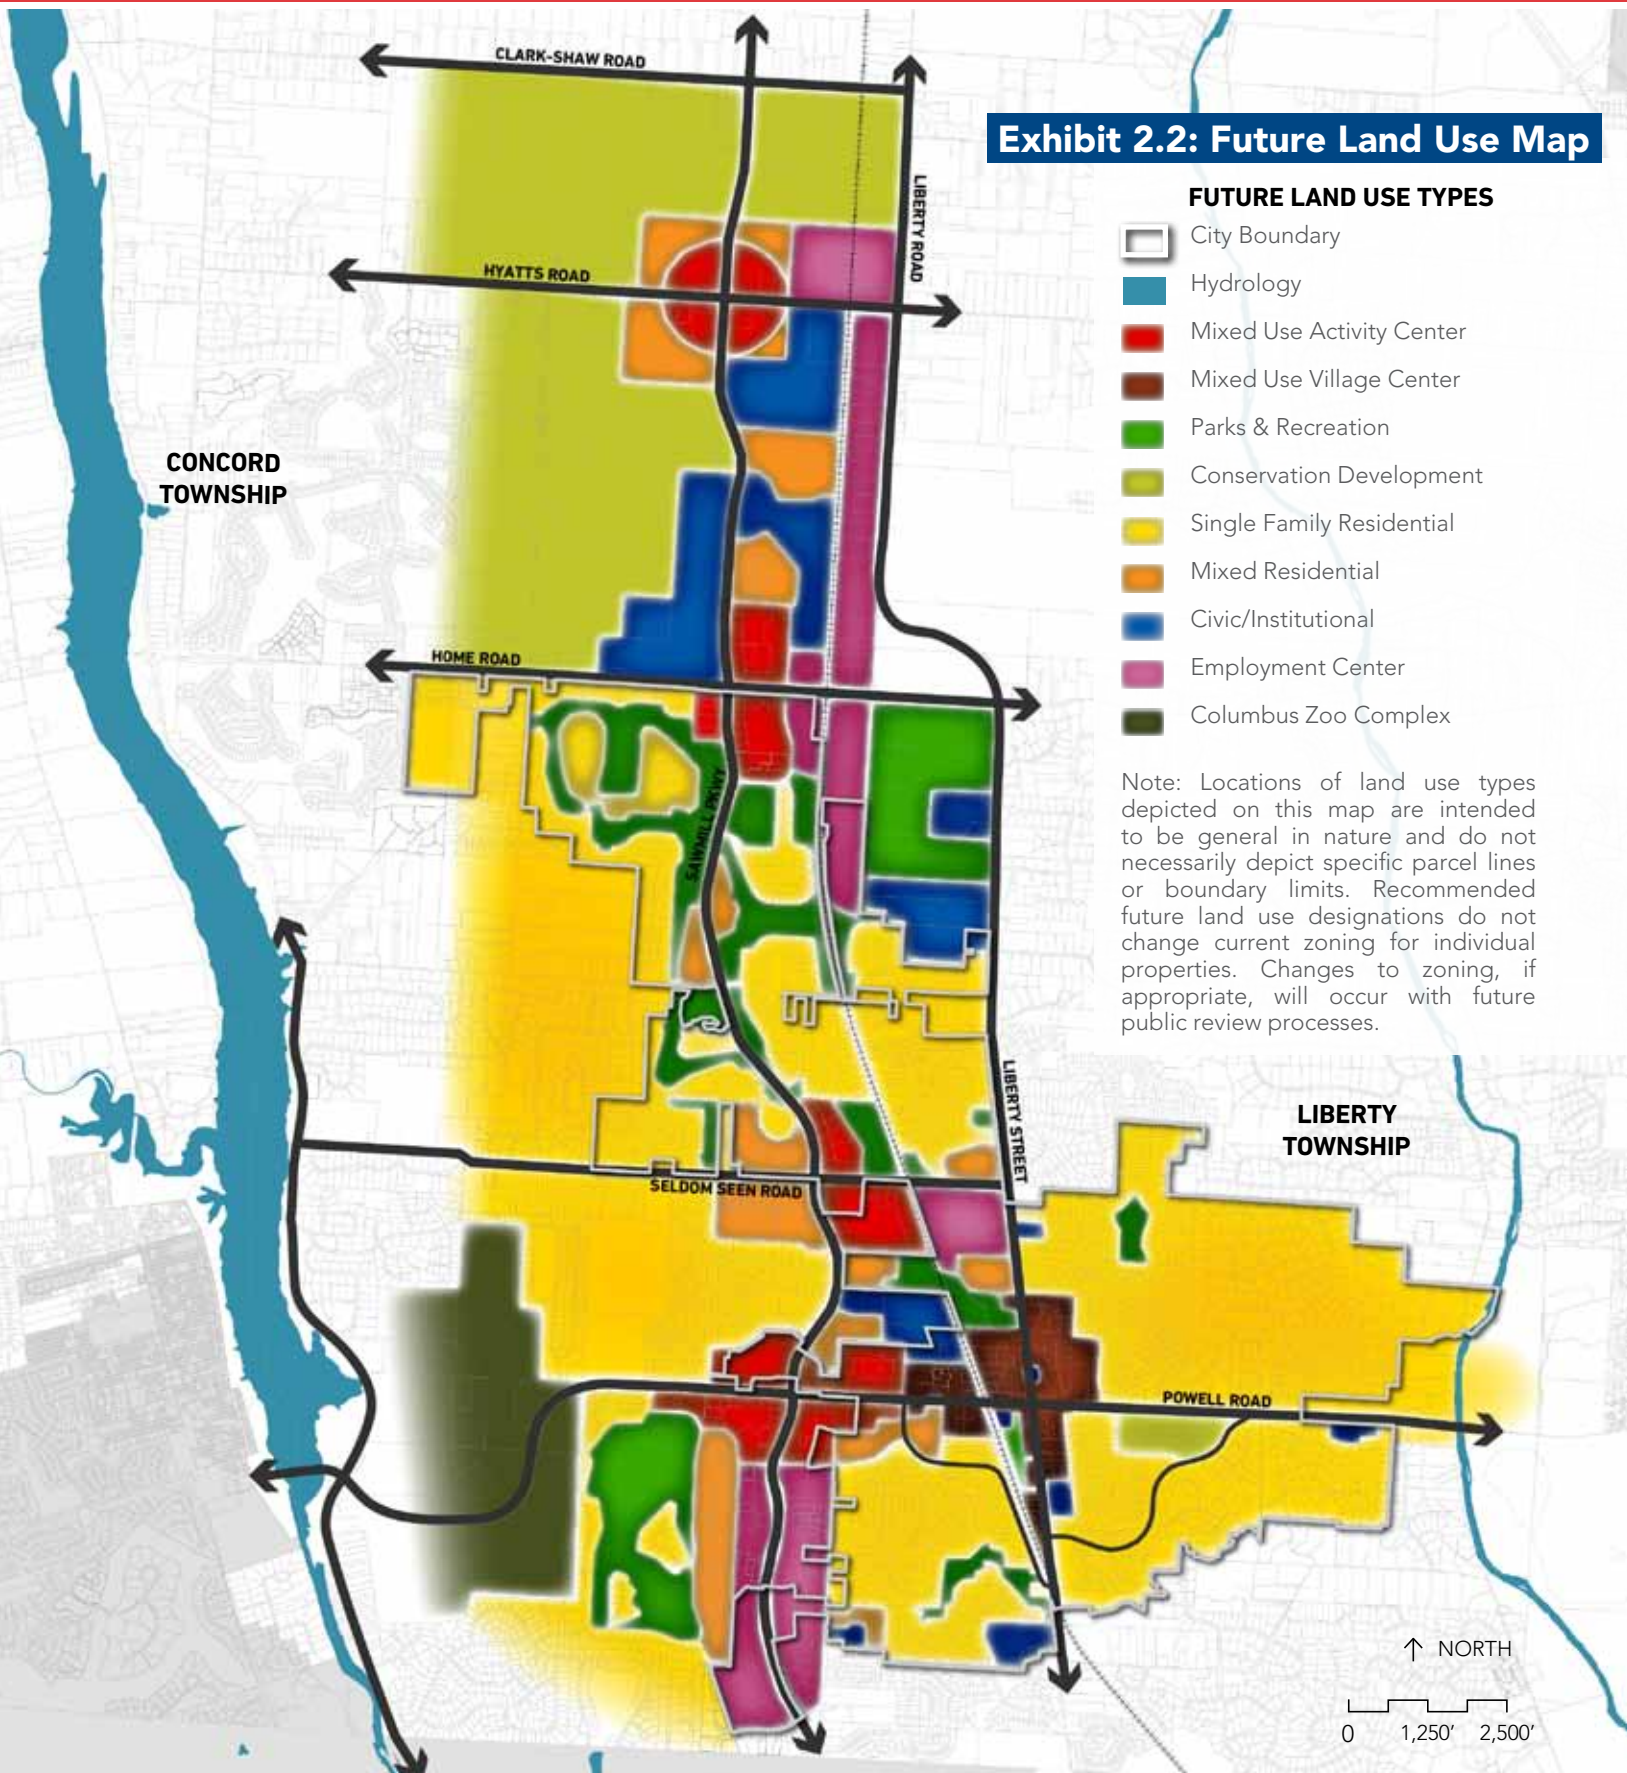 CLARK-SHAW ROAD
Exhibit 2.2: Future Land Use Map
LIBERTY ROAD
FUTURE LAND USE TYPES
City Boundary
Hydrology
HYATTS ROAD
Mixed Use Activity Center
Mixed Use Village Center
Parks & Recreation
CONCORD
TOWNSHIP
Conservation Development
Single Family Residential
Mixed Residential
Civic/Institutional
HOME ROAD
Employment Center
Columbus Zoo Complex
SAWMILL PKWY
Note: Locations of land use types
depicted on this map are intended
to be general in nature and do not
necessarily depict specific parcel lines
or boundary limits. Recommended
future land use designations do not
change current zoning for individual
properties. Changes to zoning, if
appropriate, will occur with future
public review processes.
LIBERTY STREET
LIBERTY
TOWNSHIP
SELDOM SEEN ROAD
POWELL ROAD
NORTH
0 1,250' 2,500'